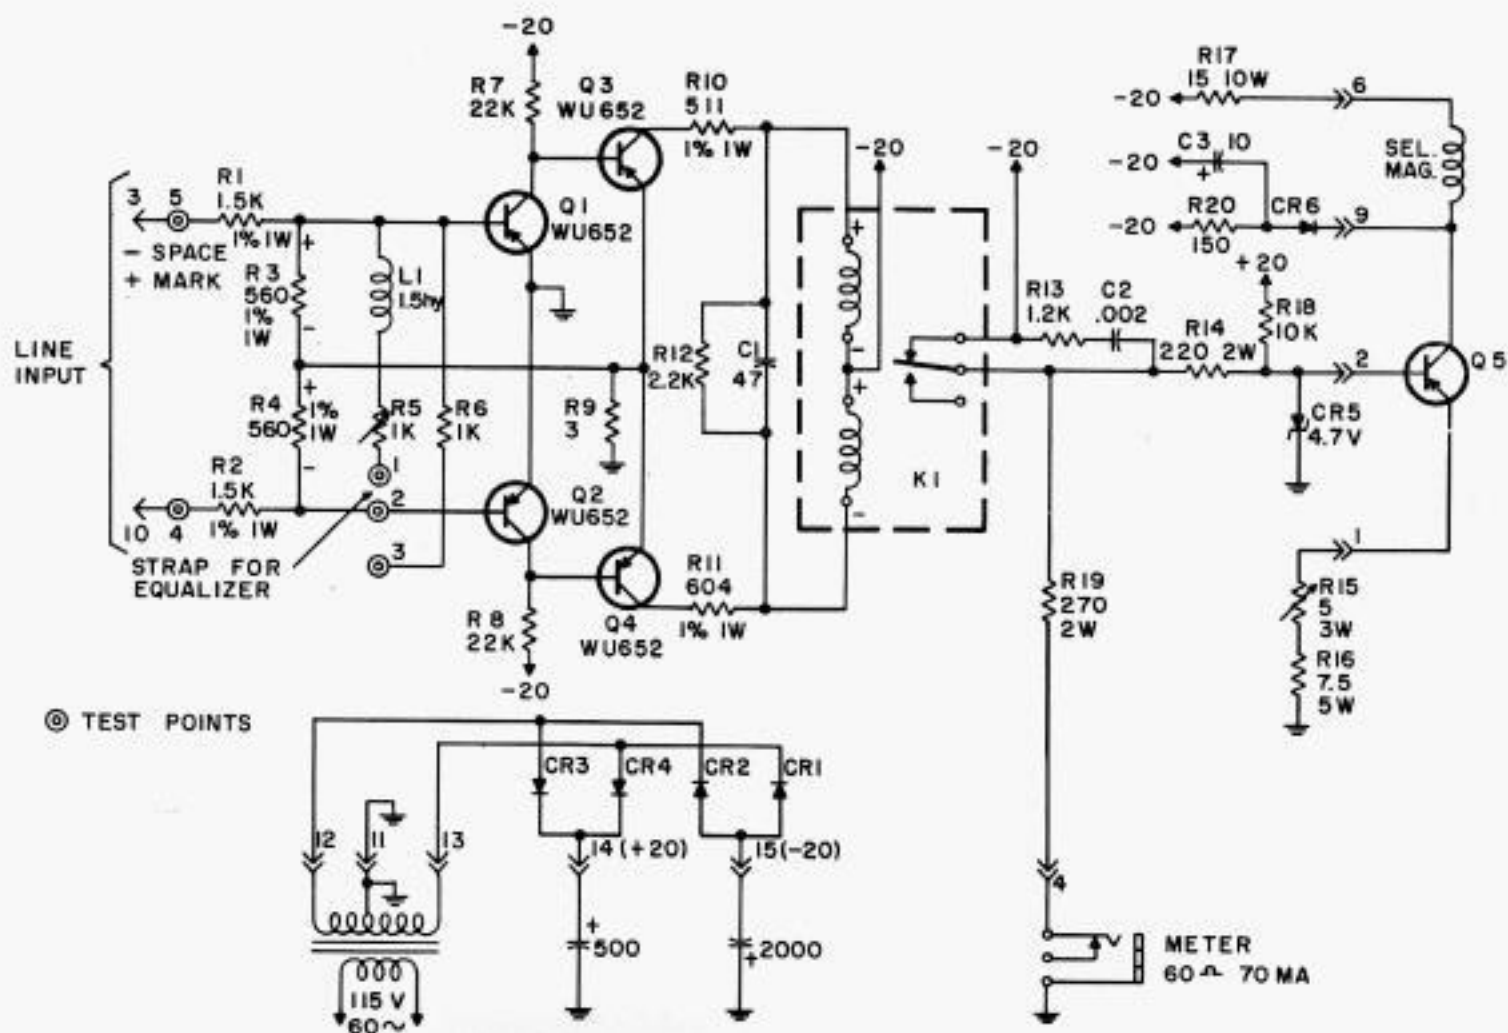 -20
R7
22K
Q3
WU652
R10
511
1% 1W
R17
15 10W
-20
6
C3 10
-20
+
SEL.
MAG.
R20
-20
150
CR6
9
-20
-20
3 5
R1
1.5K
1% 1W
- SPACE
+ MARK
Q1
WU652
+
R3
560
1%
1W
-
L1
1.5hy
LINE
INPUT
R12
2.2K
C1
47
+
-
+
-
K1
R13
1.2K
C2
.002
+20
R18
10K
R14
220 2W
2
Q5
CR5
4.7V
+
R4
560
1%
1W
-
R5
1K
R6
1K
R9
3
1
2
3
R2
1.5K
1% 1W
10 4
Q2
WU652
STRAP FOR
EQUALIZER
R11
604
1% 1W
R8
22K
Q4
WU652
-20
1
R15
5
3W
R16
7.5
5W
R19
270
2W
TEST POINTS
CR3
CR4
CR2
CR1
12
11
13
14 (+20)
15(-20)
+
500
2000
+
115 V
60~
4
METER
60 Ω 70 MA